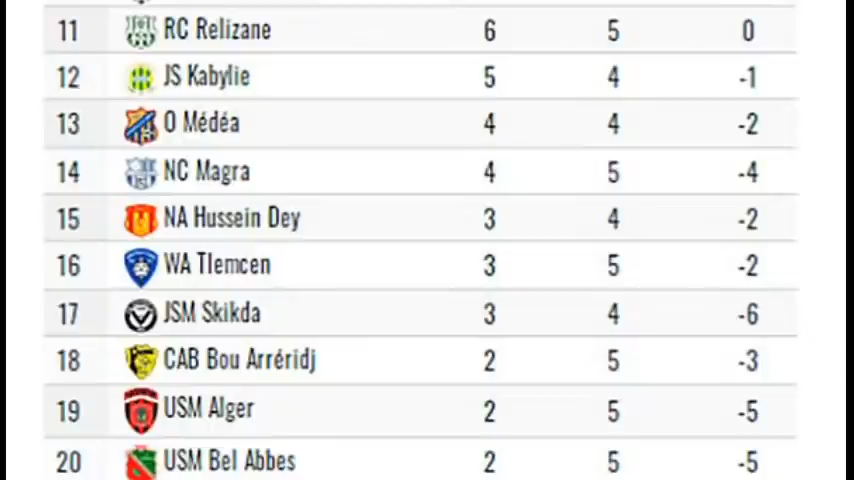 11 RC Relizane 6 5 0
12 JS Kabylie 5 4 -1
13 O Médéa 4 4 -2
14 NC Magra 4 5 -4
15 NA Hussein Dey 3 4 -2
16 WA Tlemcen 3 5 -2
17 JSM Skikda 3 4 -6
18 CAB Bou Arréridj 2 5 -3
19 USM Alger 2 5 -5
20 USM Bel Abbes 2 5 -5